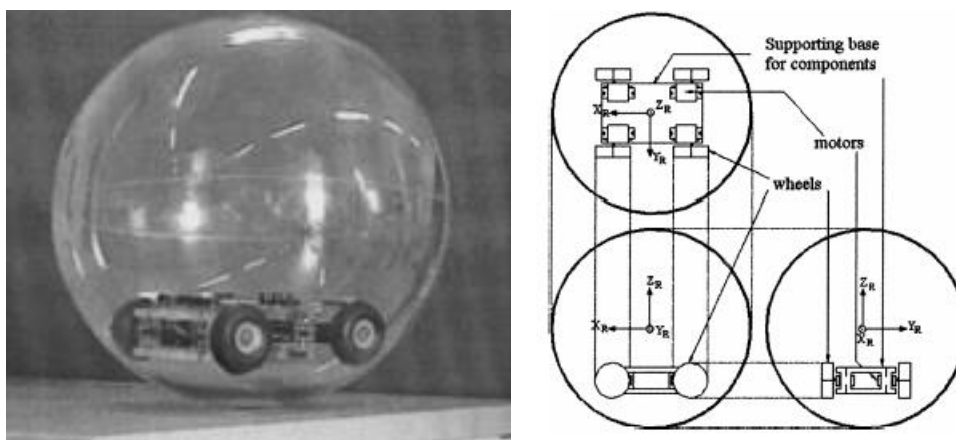 Supporting base
for components
X_R
Z_R
Y_R
motors
wheels
Z_R
X_R
Y_R
Z_R
X_R
Y_R